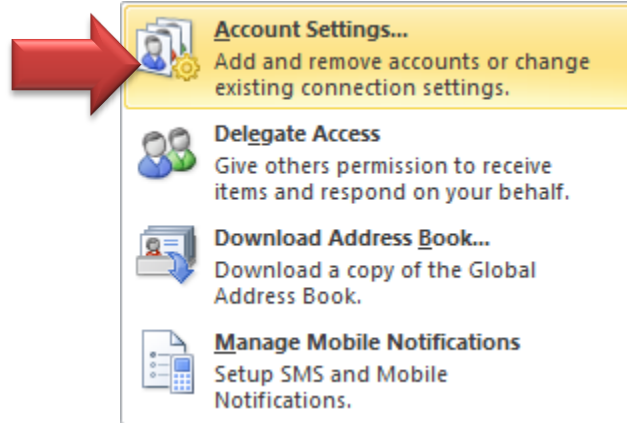 Account Settings...
Add and remove accounts or change
existing connection settings.
Delegate Access
Give others permission to receive
items and respond on your behalf.
Download Address Book...
Download a copy of the Global
Address Book.
Manage Mobile Notifications
Setup SMS and Mobile
Notifications.